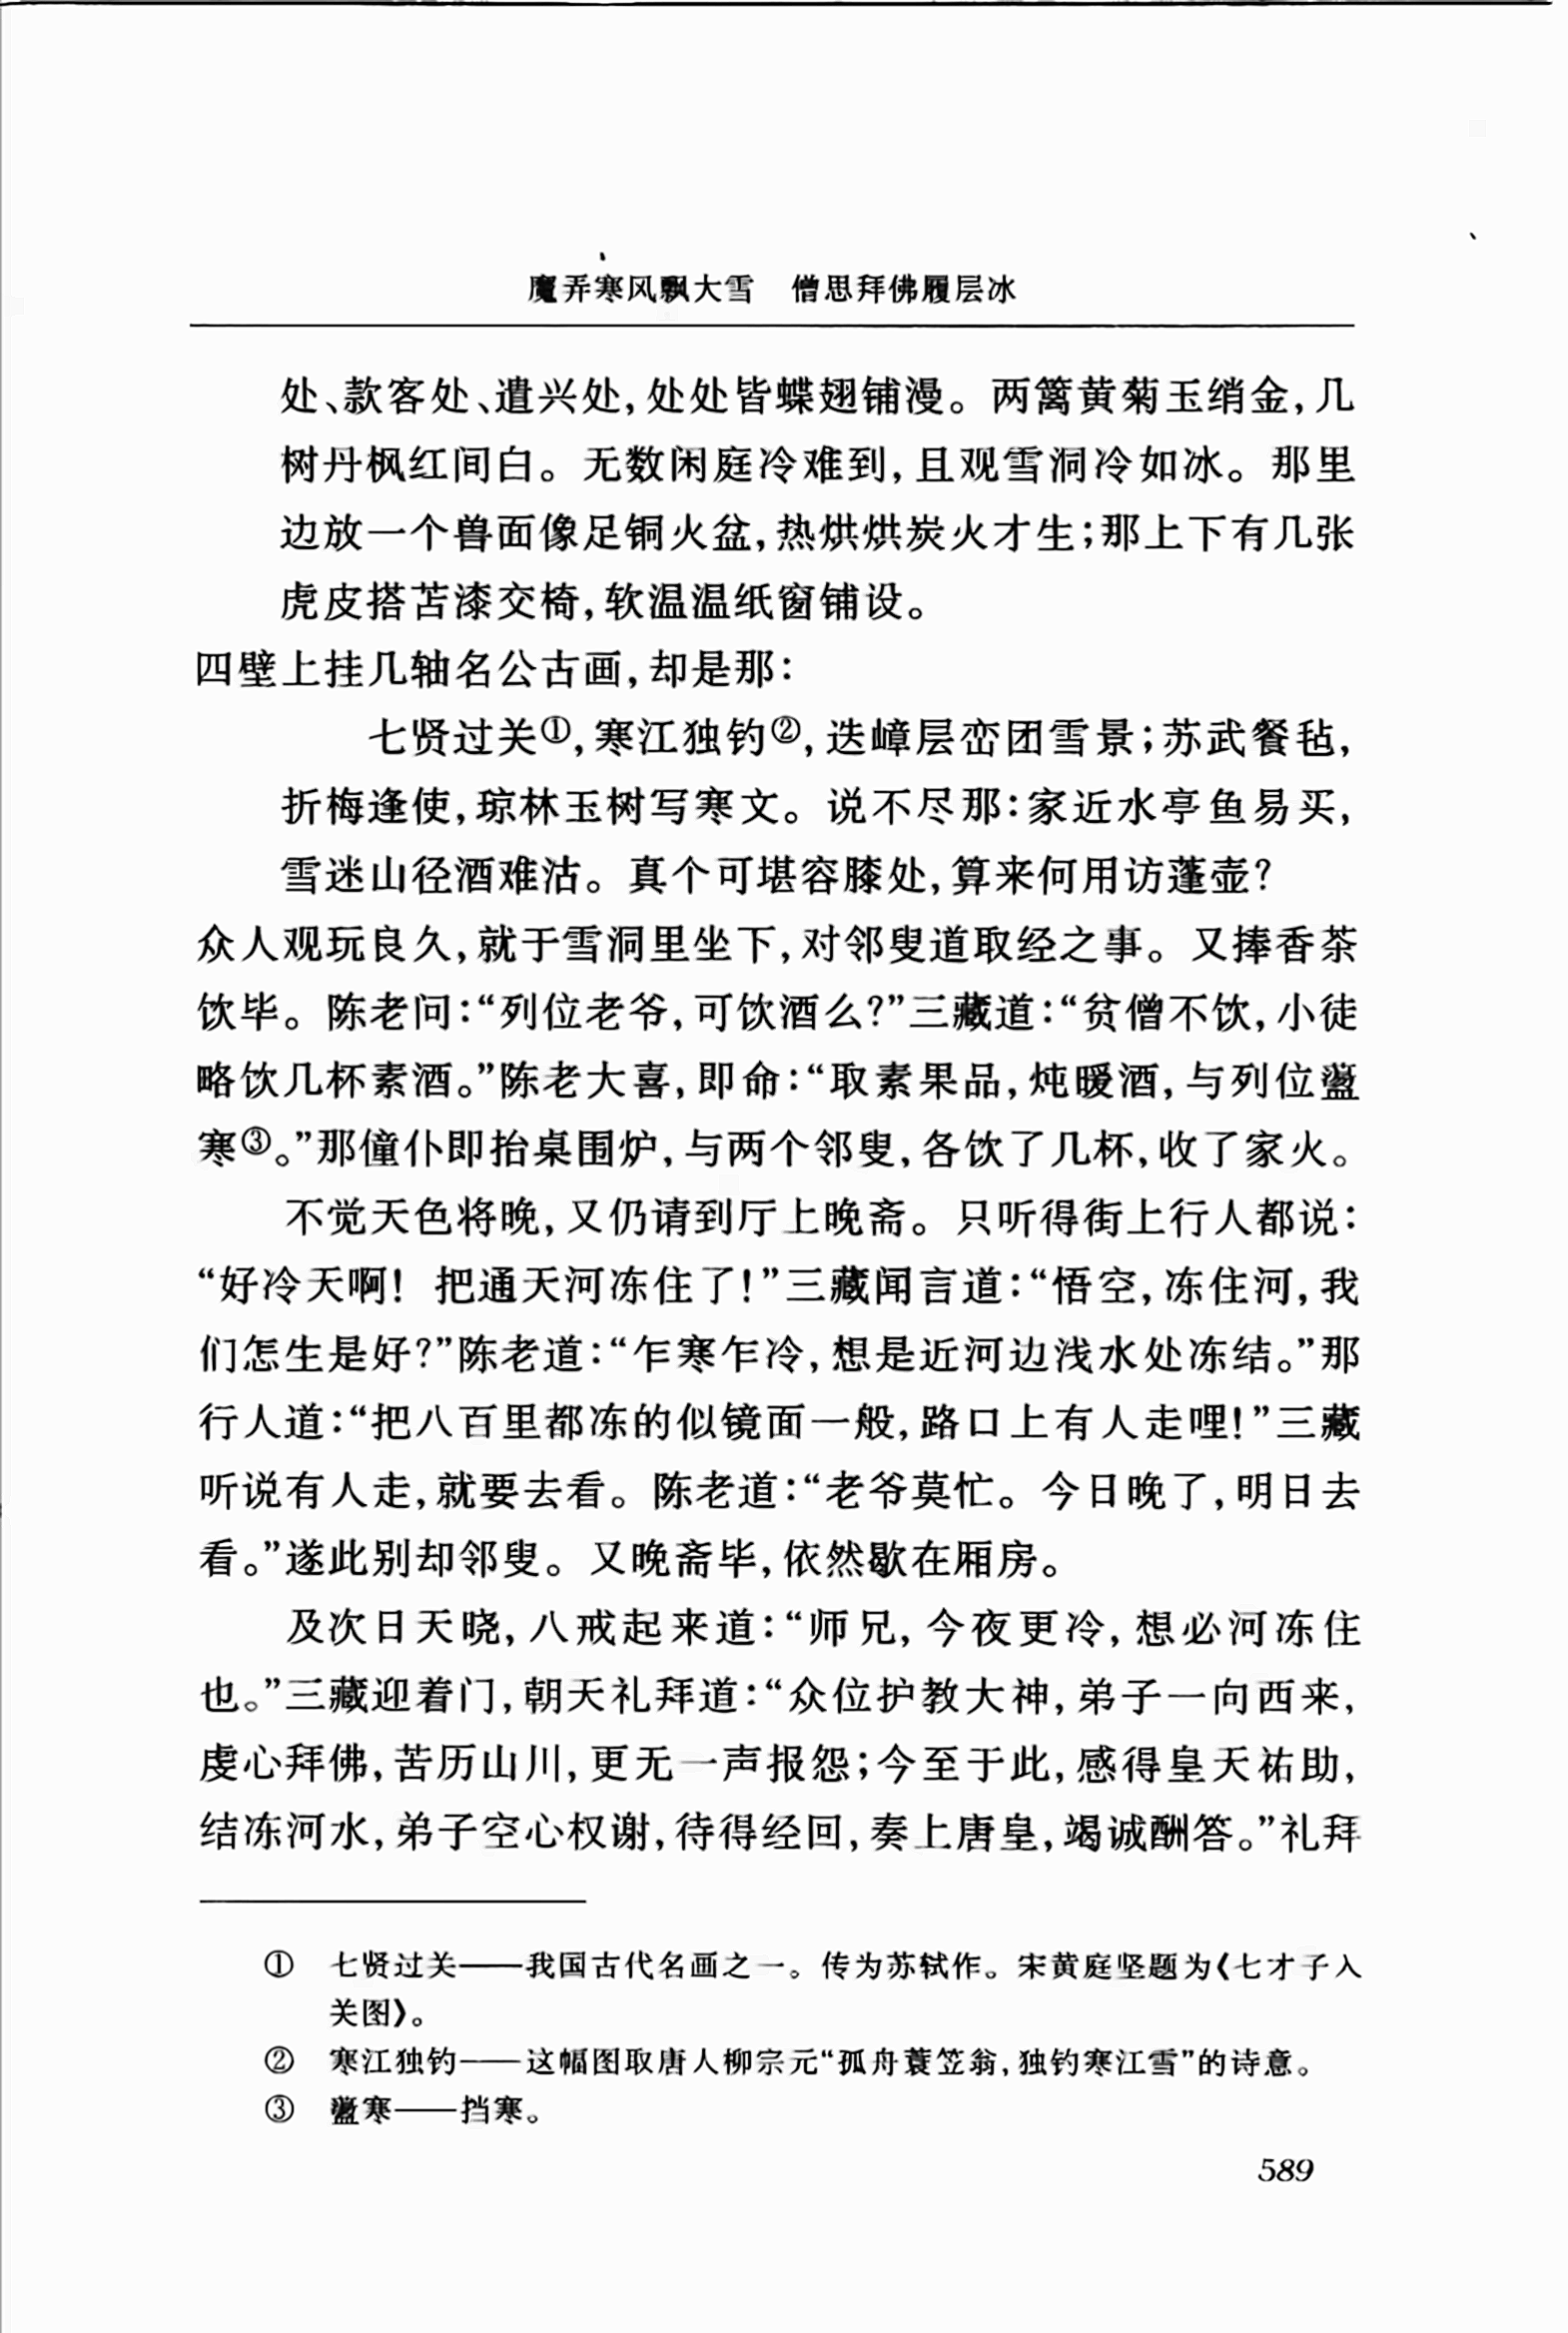 魔弄寒风飘大雪 僧思拜佛履层冰
处、款客处、遣兴处,处处皆蝶翅铺漫。两篱黄菊玉绡金,几
树丹枫红间白。无数闲庭冷难到,且观雪洞冷如冰。那里
边放一个兽面像足铜火盆,热烘烘炭火才生;那上下有几张
虎皮搭苫漆交椅,软温温纸窗铺设。
四壁上挂几轴名公古画,却是那:
七贤过关①,寒江独钓②,迭嶂层峦团雪景;苏武餐毡,
折梅逢使,琼林玉树写寒文。说不尽那:家近水亭鱼易买,
雪迷山径酒难沽。真个可堪容膝处,算来何用访蓬壶?
众人观玩良久,就于雪洞里坐下,对邻叟道取经之事。又捧香茶
饮毕。陈老问:“列位老爷,可饮酒么?”三藏道:“贫僧不饮,小徒
略饮几杯素酒。”陈老大喜,即命:“取素果品,炖暖酒,与列位盪
寒③。”那僮仆即抬桌围炉,与两个邻叟,各饮了几杯,收了家火。
不觉天色将晚,又仍请到厅上晚斋。只听得街上行人都说:
“好冷天啊!把通天河冻住了!”三藏闻言道:“悟空,冻住河,我
们怎生是好?”陈老道:“乍寒乍冷,想是近河边浅水处冻结。”那
行人道:“把八百里都冻的似镜面一般,路口上有人走哩!”三藏
听说有人走,就要去看。陈老道:“老爷莫忙。今日晚了,明日去
看。”遂此别却邻叟。又晚斋毕,依然歇在厢房。
及次日天晓,八戒起来道:“师兄,今夜更冷,想必河冻住
也。”三藏迎着门,朝天礼拜道:“众位护教大神,弟子一向西来,
虔心拜佛,苦历山川,更无一声报怨;今至于此,感得皇天祐助,
结冻河水,弟子空心权谢,待得经回,奏上唐皇,竭诚酬答。”礼拜
① 七贤过关——我国古代名画之一。传为苏轼作。宋黄庭坚题为《七才子入
关图》。
② 寒江独钓——这幅图取唐人柳宗元“孤舟蓑笠翁,独钓寒江雪”的诗意。
③ 盪寒——挡寒。
589